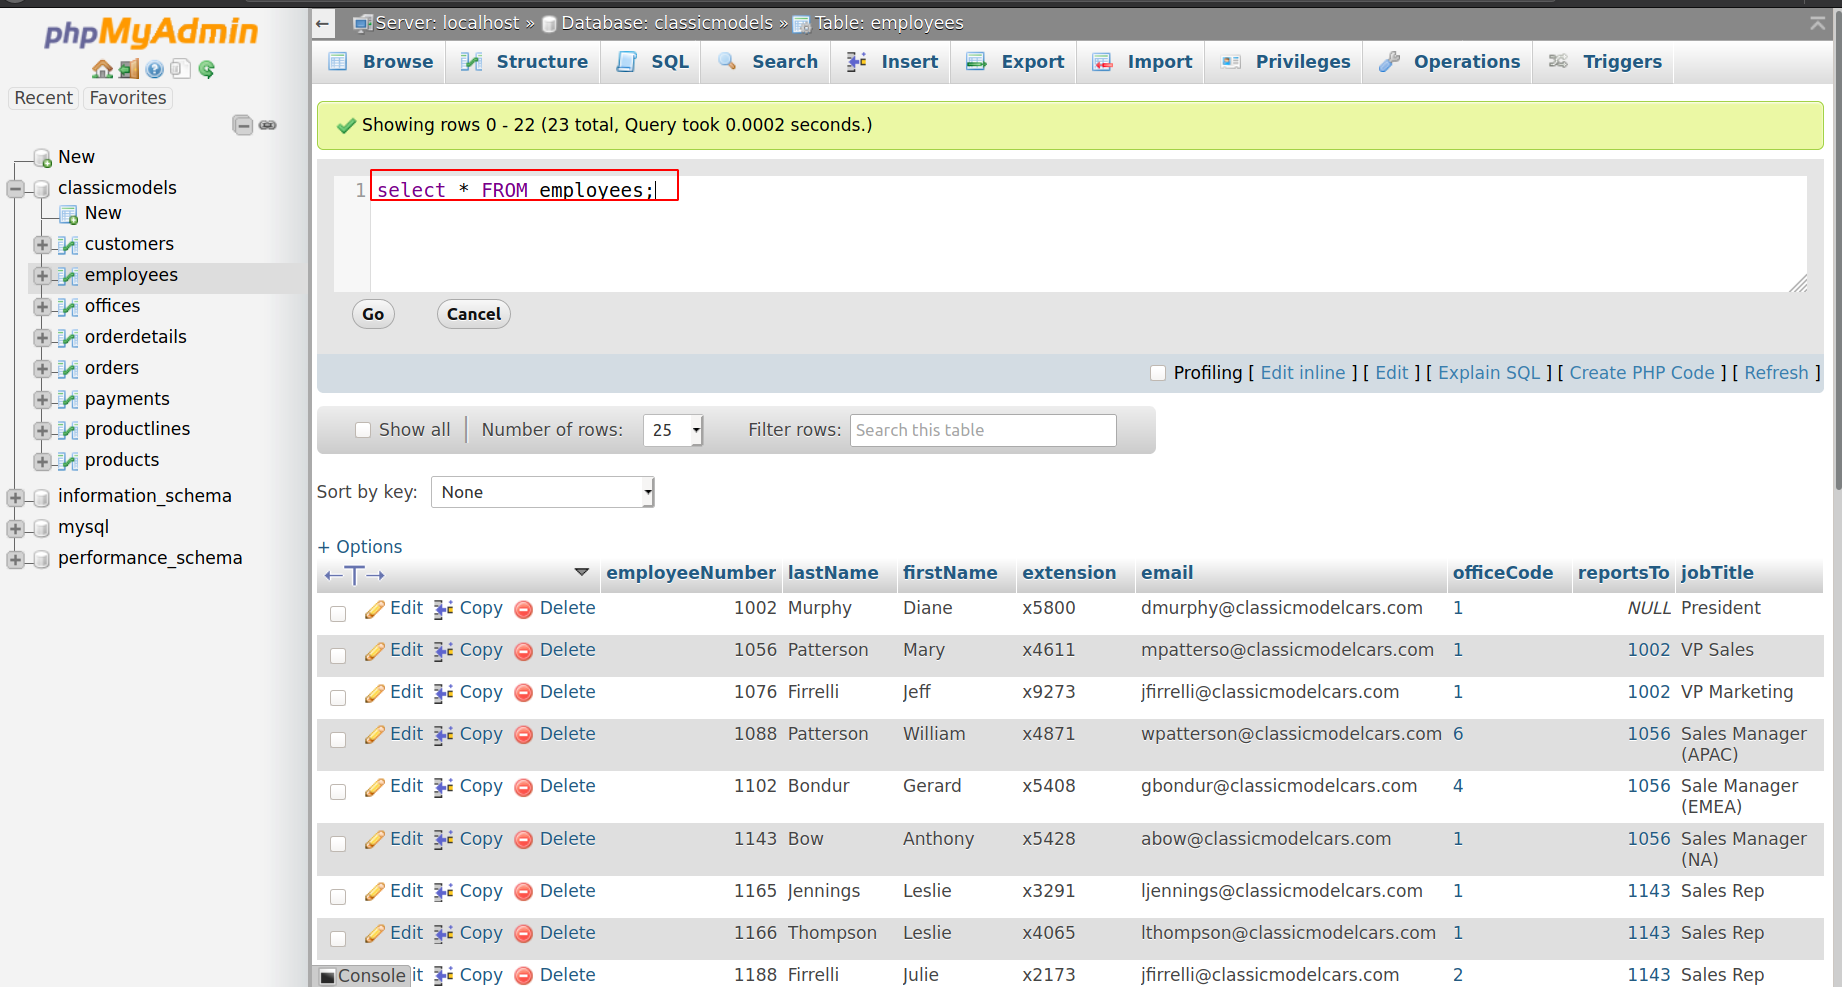 phpMyAdmin
Recent Favorites
New
classicmodels
New
customers
employees
offices
orderdetails
orders
payments
productlines
products
information_schema
mysql
performance_schema
Server: localhost » Database: classicmodels » Table: employees
Browse Structure SQL Search Insert Export Import Privileges Operations Triggers
Showing rows 0 - 22 (23 total, Query took 0.0002 seconds.)
1 select * FROM employees;
Go Cancel
Profiling [ Edit inline ] [ Edit ] [ Explain SQL ] [ Create PHP Code ] [ Refresh ]
Show all Number of rows: 25 Filter rows: Search this table
Sort by key: None
+ Options
←T→ employeeNumber lastName firstName extension email officeCode reportsTo jobTitle
Edit Copy Delete 1002 Murphy Diane x5800 dmurphy@classicmodelcars.com 1 NULL President
Edit Copy Delete 1056 Patterson Mary x4611 mpatterso@classicmodelcars.com 1 1002 VP Sales
Edit Copy Delete 1076 Firrelli Jeff x9273 jfirrelli@classicmodelcars.com 1 1002 VP Marketing
Edit Copy Delete 1088 Patterson William x4871 wpatterson@classicmodelcars.com 6 1056 Sales Manager
(APAC)
Edit Copy Delete 1102 Bondur Gerard x5408 gbondur@classicmodelcars.com 4 1056 Sale Manager
(EMEA)
Edit Copy Delete 1143 Bow Anthony x5428 abow@classicmodelcars.com 1 1056 Sales Manager
(NA)
Edit Copy Delete 1165 Jennings Leslie x3291 ljennings@classicmodelcars.com 1 1143 Sales Rep
Edit Copy Delete 1166 Thompson Leslie x4065 lthompson@classicmodelcars.com 1 1143 Sales Rep
Console it Copy Delete 1188 Firrelli Julie x2173 jfirrelli@classicmodelcars.com 2 1143 Sales Rep